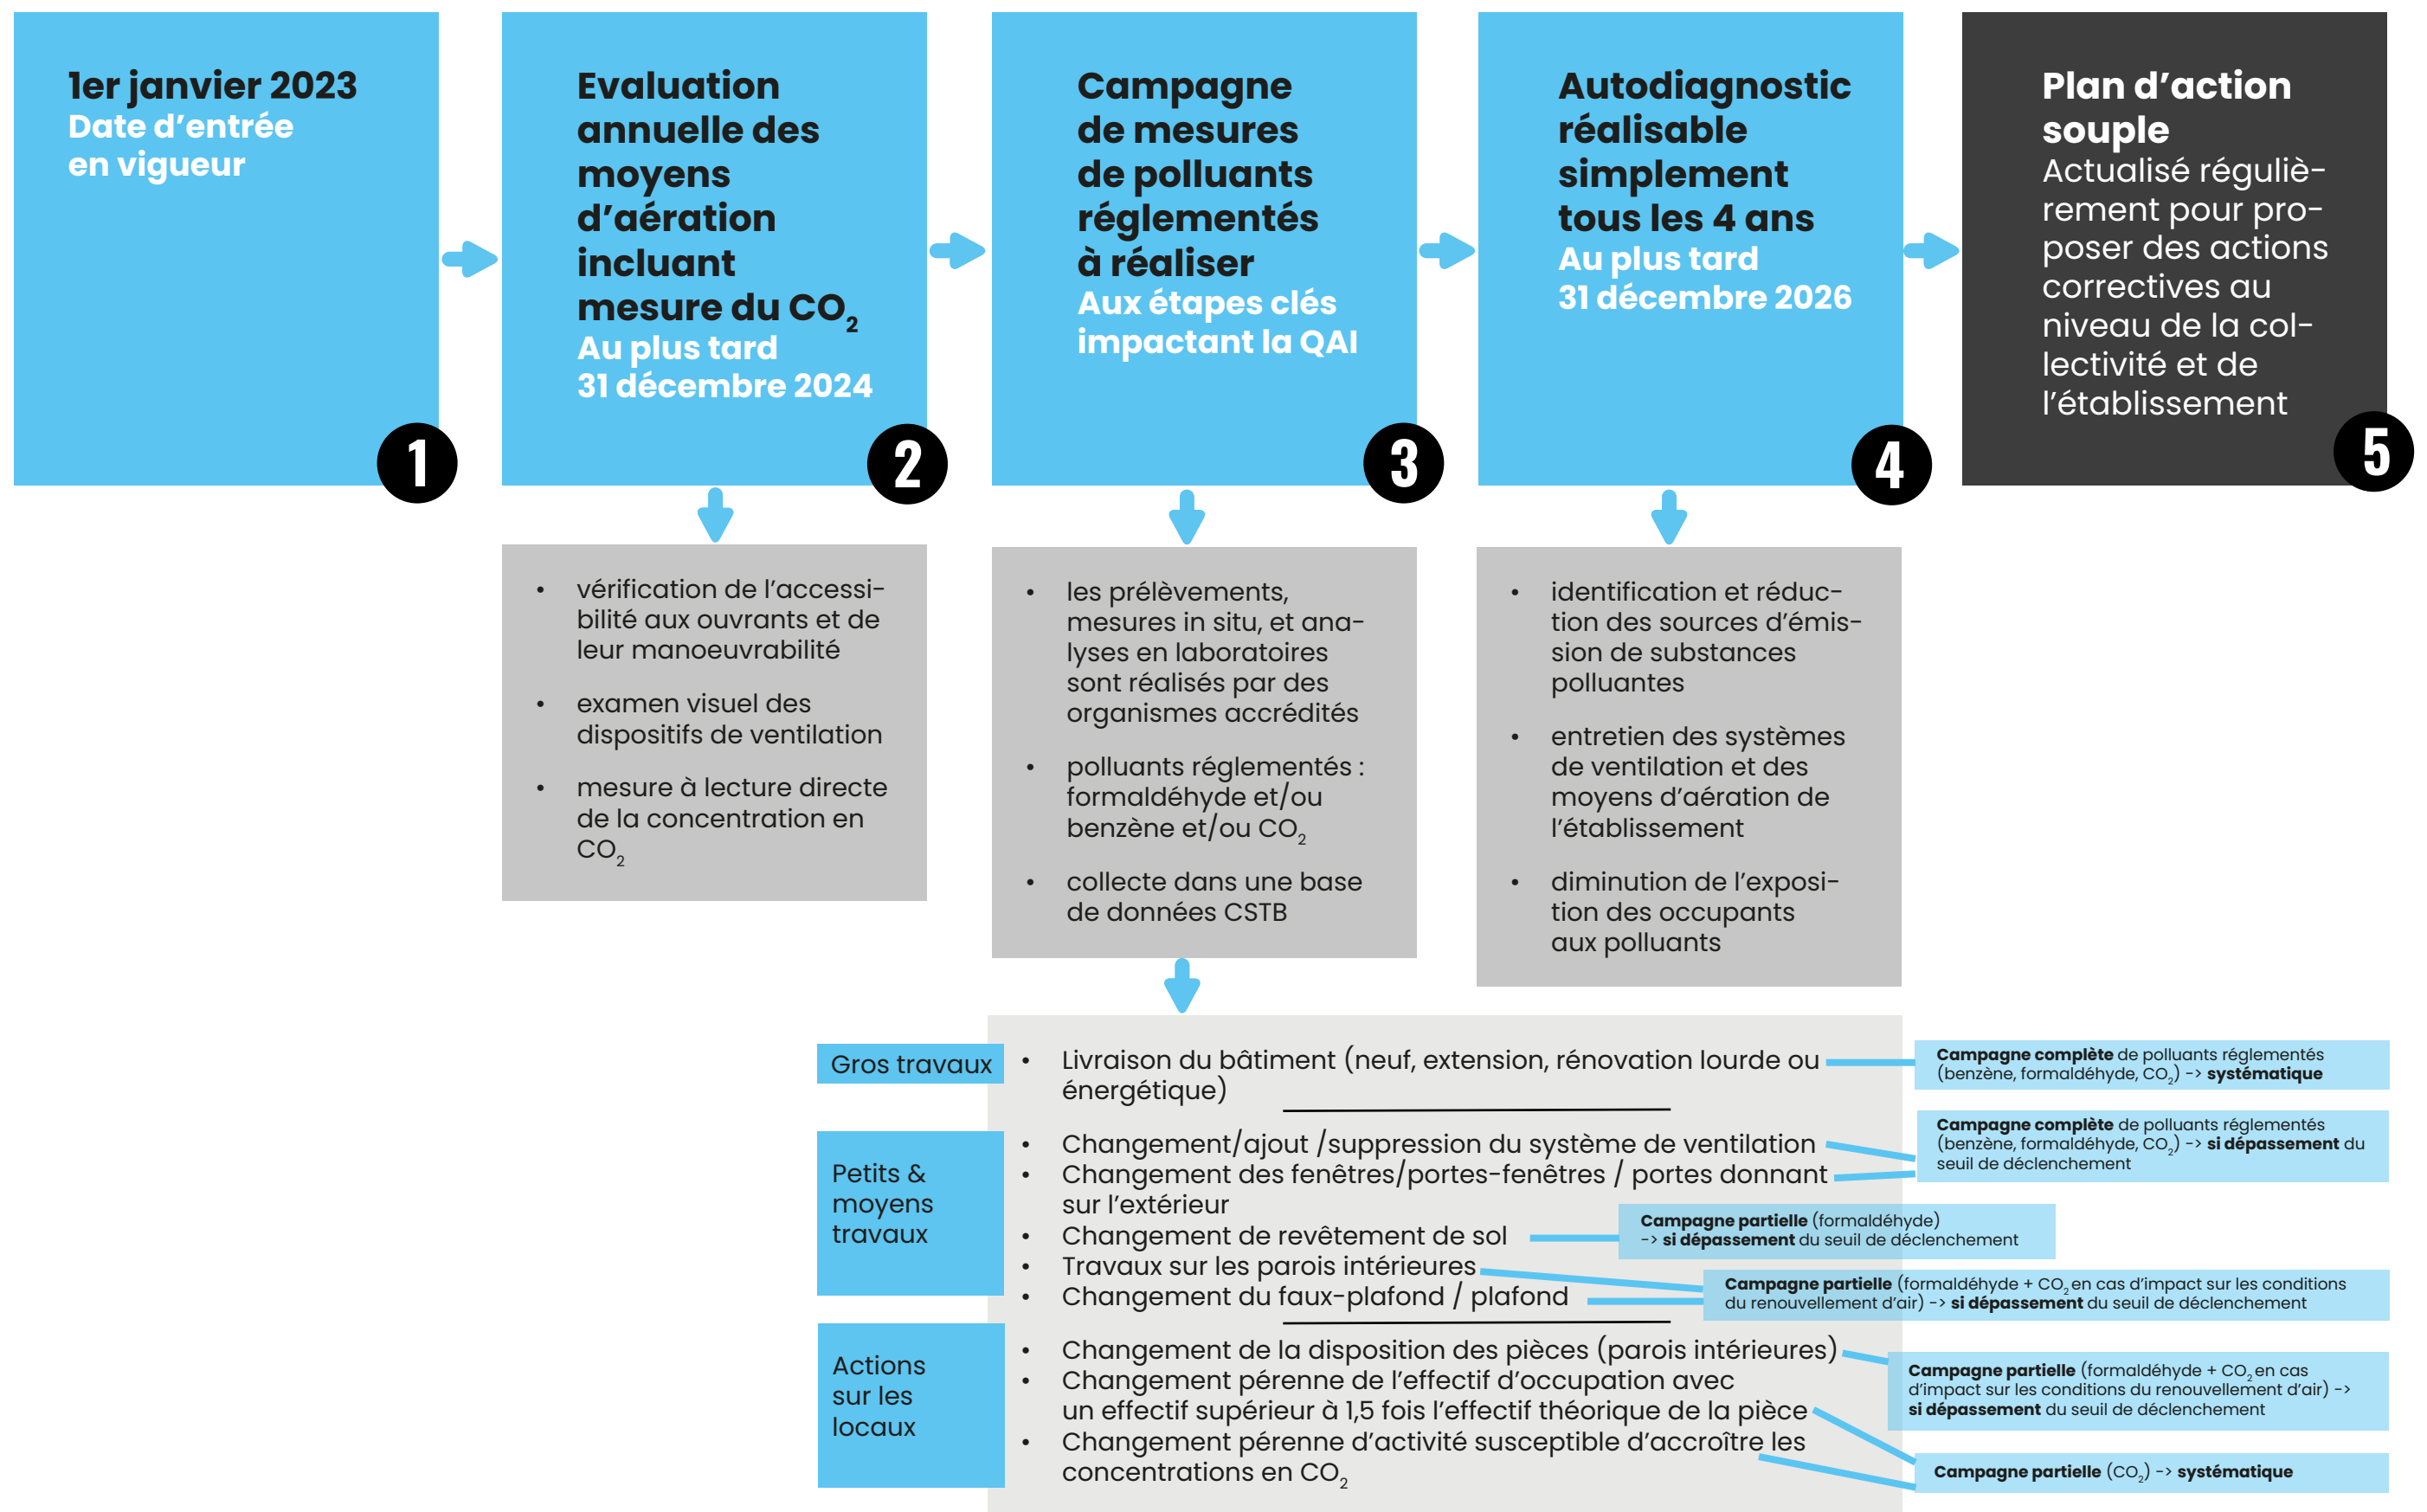 1er janvier 2023
Date d’entrée
en vigueur
1
Evaluation
annuelle des
moyens
d’aération
incluant
mesure du CO₂
Au plus tard
31 décembre 2024
2
Campagne
de mesures
de polluants
réglementés
à réaliser
Aux étapes clés
impactant la QAI
3
Autodiagnostic
réalisable
simplement
tous les 4 ans
Au plus tard
31 décembre 2026
4
Plan d’action
souple
Actualisé réguliè-
rement pour pro-
poser des actions
correctives au
niveau de la col-
lectivité et de
l’établissement
5
• vérification de l’accessi-
bilité aux ouvrants et de
leur manoeuvrabilité
• examen visuel des
dispositifs de ventilation
• mesure à lecture directe
de la concentration en
CO₂
• les prélèvements,
mesures in situ, et ana-
lyses en laboratoires
sont réalisés par des
organismes accrédités
• polluants réglementés :
formaldéhyde et/ou
benzène et/ou CO₂
• collecte dans une base
de données CSTB
• identification et réduc-
tion des sources d’émis-
sion de substances
polluantes
• entretien des systèmes
de ventilation et des
moyens d’aération de
l’établissement
• diminution de l’exposi-
tion des occupants
aux polluants
Gros travaux
• Livraison du bâtiment (neuf, extension, rénovation lourde ou
énergétique)
Campagne complète de polluants réglementés
(benzène, formaldéhyde, CO₂) -> systématique
Petits &
moyens
travaux
• Changement/ajout /suppression du système de ventilation
• Changement des fenêtres/portes-fenêtres / portes donnant
sur l’extérieur
Campagne complète de polluants réglementés
(benzène, formaldéhyde, CO₂) -> si dépassement du
seuil de déclenchement
• Changement de revêtement de sol
Campagne partielle (formaldéhyde)
-> si dépassement du seuil de déclenchement
• Travaux sur les parois intérieures
• Changement du faux-plafond / plafond
Campagne partielle (formaldéhyde + CO₂ en cas d’impact sur les conditions
du renouvellement d’air) -> si dépassement du seuil de déclenchement
Actions
sur les
locaux
• Changement de la disposition des pièces (parois intérieures)
• Changement pérenne de l’effectif d’occupation avec
un effectif supérieur à 1,5 fois l’effectif théorique de la pièce
• Changement pérenne d’activité susceptible d’accroître les
concentrations en CO₂
Campagne partielle (formaldéhyde + CO₂ en cas
d’impact sur les conditions du renouvellement d’air) ->
si dépassement du seuil de déclenchement
Campagne partielle (CO₂) -> systématique